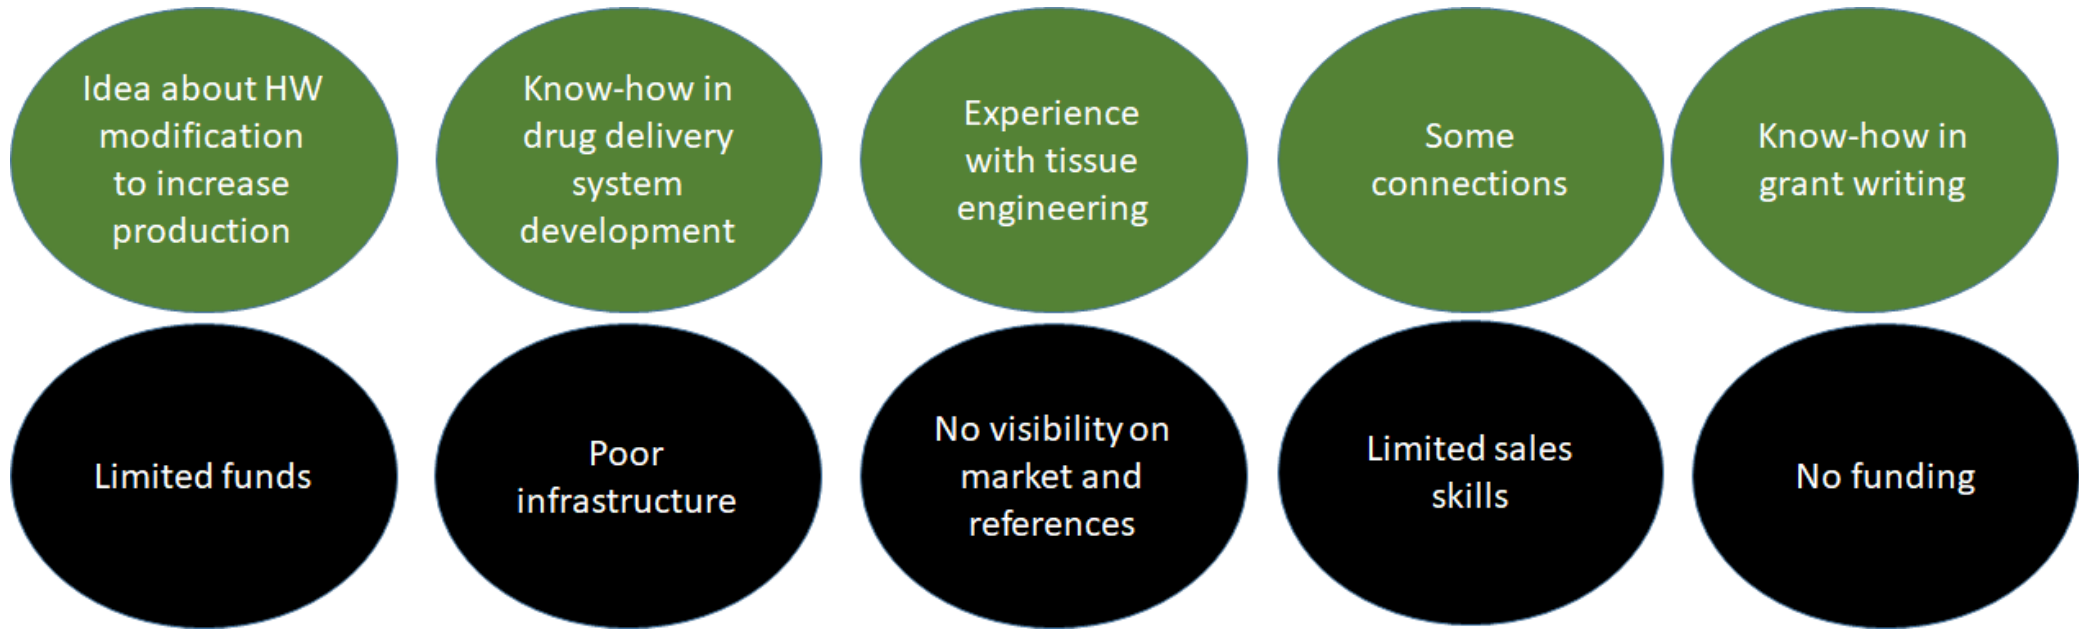 Idea about HW
modification
to increase
production
Know-how in
drug delivery
system
development
Experience
with tissue
engineering
Some
connections
Know-how in
grant writing
Limited funds
Poor
infrastructure
No visibility on
market and
references
Limited sales
skills
No funding